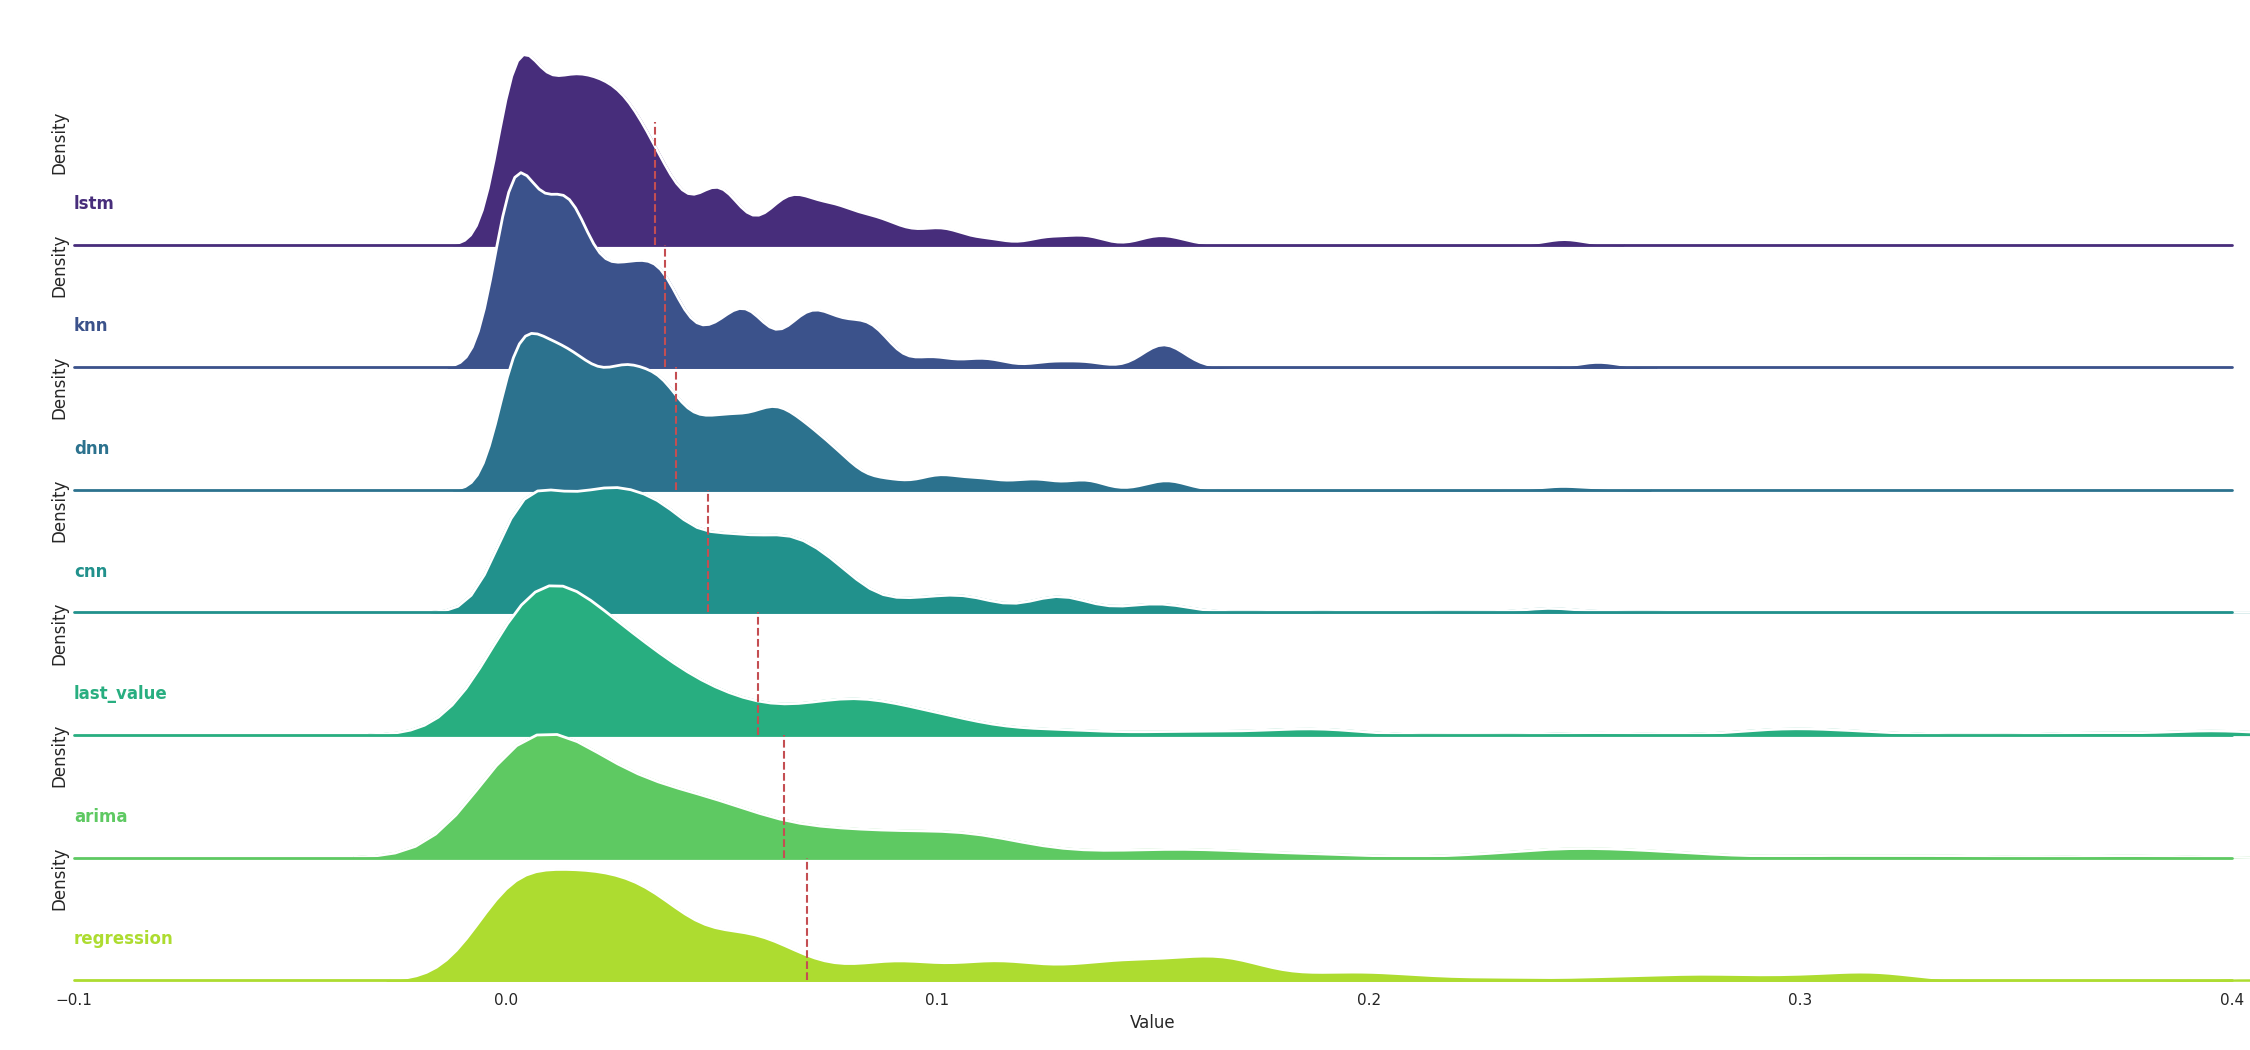 Density
lstm
Density
knn
Density
dnn
Density
cnn
Density
last_value
Density
arima
Density
regression
−0.1 0.0 0.1 0.2 0.3 0.4
Value